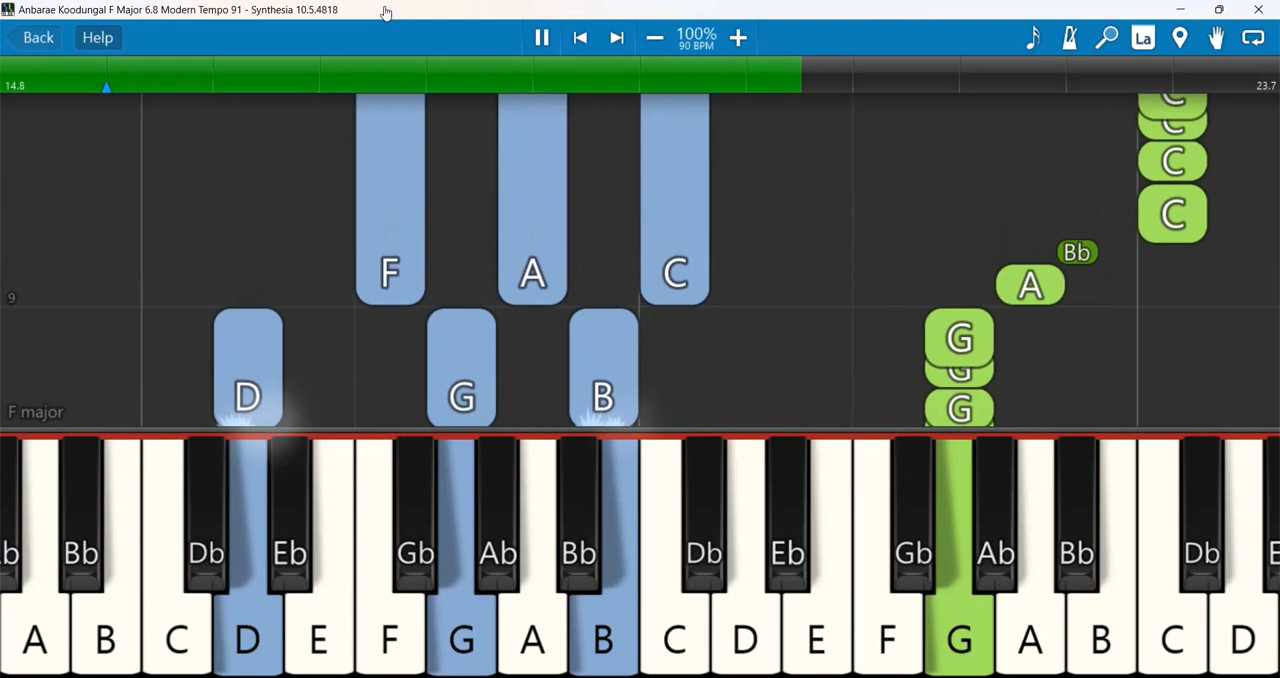 Anbarae Koodungal F Major 6.8 Modern Tempo 91 - Synthesia 10.5.4818
Back Help 100% La
90 BPM
14.8 23.7
C
C
C
C
Bb
F A C A
9
G
G
D G B G
F major
b Bb Db Eb Gb Ab Bb Db Eb Gb Ab Bb Db E
A B C D E F G A B C D E F G A B C D